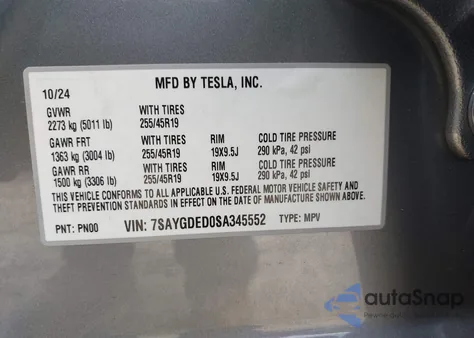 MFD BY TESLA, INC.
10/24
GVWR WITH TIRES
2273 kg (5011 lb) 255/45R19
GAWR FRT WITH TIRES RIM COLD TIRE PRESSURE
1363 kg (3004 lb) 255/45R19 19X9.5J 290 kPa, 42 psi
GAWR RR WITH TIRES RIM COLD TIRE PRESSURE
1500 kg (3306 lb) 255/45R19 19X9.5J 290 kPa, 42 psi
THIS VEHICLE CONFORMS TO ALL APPLICABLE U.S. FEDERAL MOTOR VEHICLE SAFETY AND
THEFT PREVENTION STANDARDS IN EFFECT ON THE DATE OF MANUFACTURE SHOWN ABOVE.
PNT: PN00 VIN: 7SAYGDED0SA345552 TYPE: MPV
autoSnap